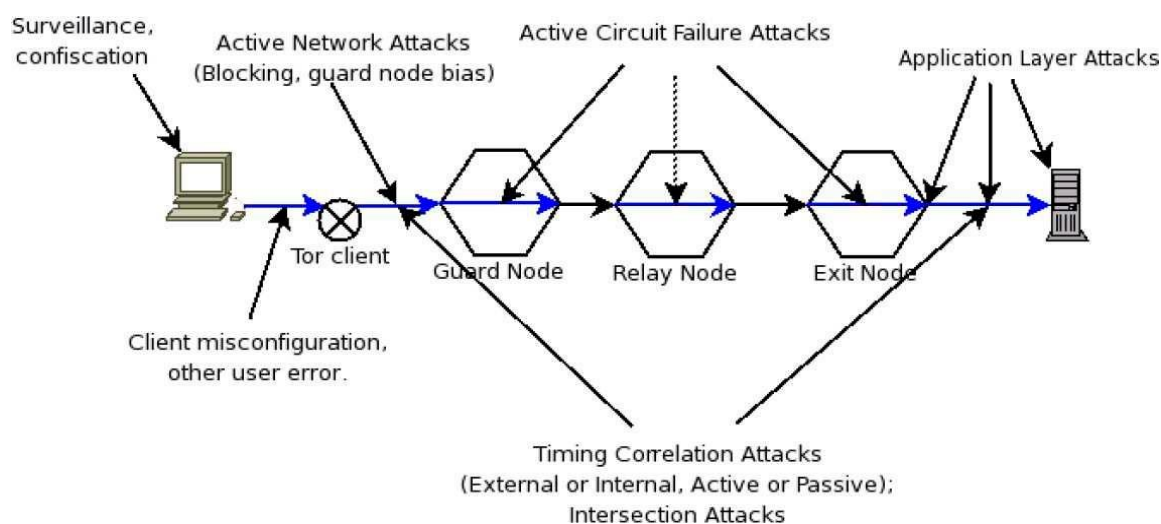 Surveillance,
confiscation
Active Network Attacks
(Blocking, guard node bias)
Active Circuit Failure Attacks
Application Layer Attacks
Tor client
Guard Node
Relay Node
Exit Node
Client misconfiguration,
other user error.
Timing Correlation Attacks
(External or Internal, Active or Passive);
Intersection Attacks